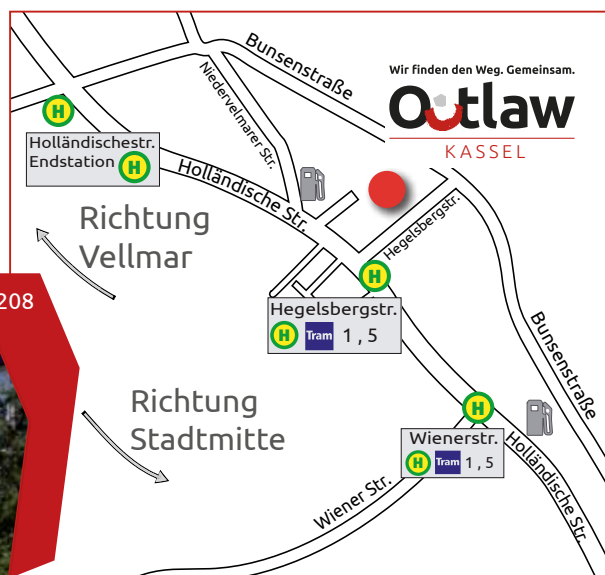 Wir finden den Weg. Gemeinsam.
Outlaw
KASSEL
Bunsenstraße
Niedervelmarer Str.
H
Holländischestr.
Endstation H
Holländische Str.
Richtung
Vellmar
Hegelsbergstr.
H
Hegelsbergstr.
H Tram 1 , 5
208
Bunsenstraße
Richtung
Stadtmitte
H
Wienerstr.
H Tram 1 , 5
Holländische Str.
Wiener Str.